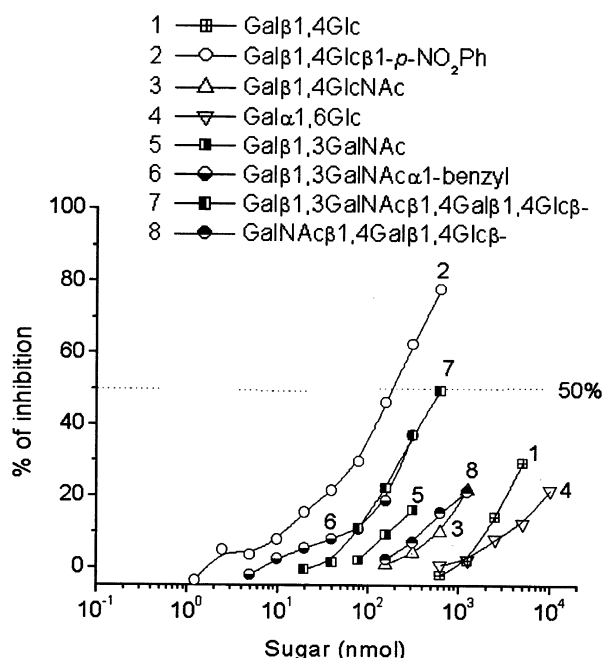 1 Galβ1,4Glc
2 Galβ1,4Glcβ1-p-NO₂Ph
3 Galβ1,4GlcNAc
4 Galα1,6Glc
5 Galβ1,3GalNAc
6 Galβ1,3GalNAcα1-benzyl
7 Galβ1,3GalNAcβ1,4Galβ1,4Glcβ-
8 GalNAcβ1,4Galβ1,4Glcβ-
100
80
60
40
20
0
% of inhibition
2
7
50%
1
8
5
4
6
3
10⁻¹ 10⁰ 10¹ 10² 10³ 10⁴
Sugar (nmol)